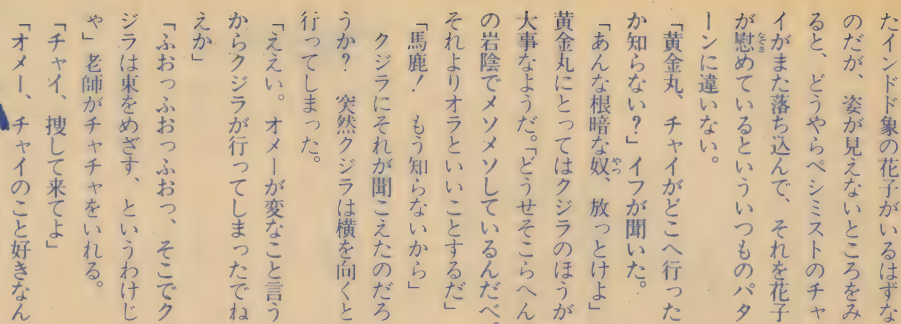 たインド象の花子がいるはずな
のだが、姿が見えないところをみ
ると、どうやらペシミストのチャ
イがまた落ち込んで、それを花子
が慰めているといういつものパタ
ーンに違いない。
「黄金丸、チャイがどこへ行った
か知らない?」イフが聞いた。
「あんな根暗な奴、放っとけよ」
黄金丸にとってはクジラのほうが
大事なようだ。「どうせそこらへん
の岩陰でメソメソしているんだべ。
それよりオラといいことするだ」
「馬鹿! もう知らないから」
クジラにそれが聞こえたのだろ
うか? 突然クジラは横を向くと
行ってしまった。
「ええい。オメーが変なこと言う
からクジラが行ってしまったでね
えか」
「ふおっふおっふおっ、そこでク
ジラは東をめざす、というわけじ
ゃ」老師がチャチャをいれる。
「チャイ、捜して来てよ」
「オメー、チャイのこと好きなん